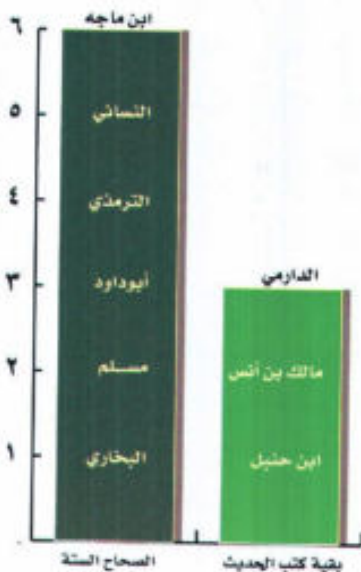 ابن ماجه
٦
النسائي
٥
الترمذي
٤
أبوداود
الدارمي
٣
مسلم
مالك بن أنس
٢
البخاري
ابن حنبل
١
الصحاح الستة
بقية كتب الحديث